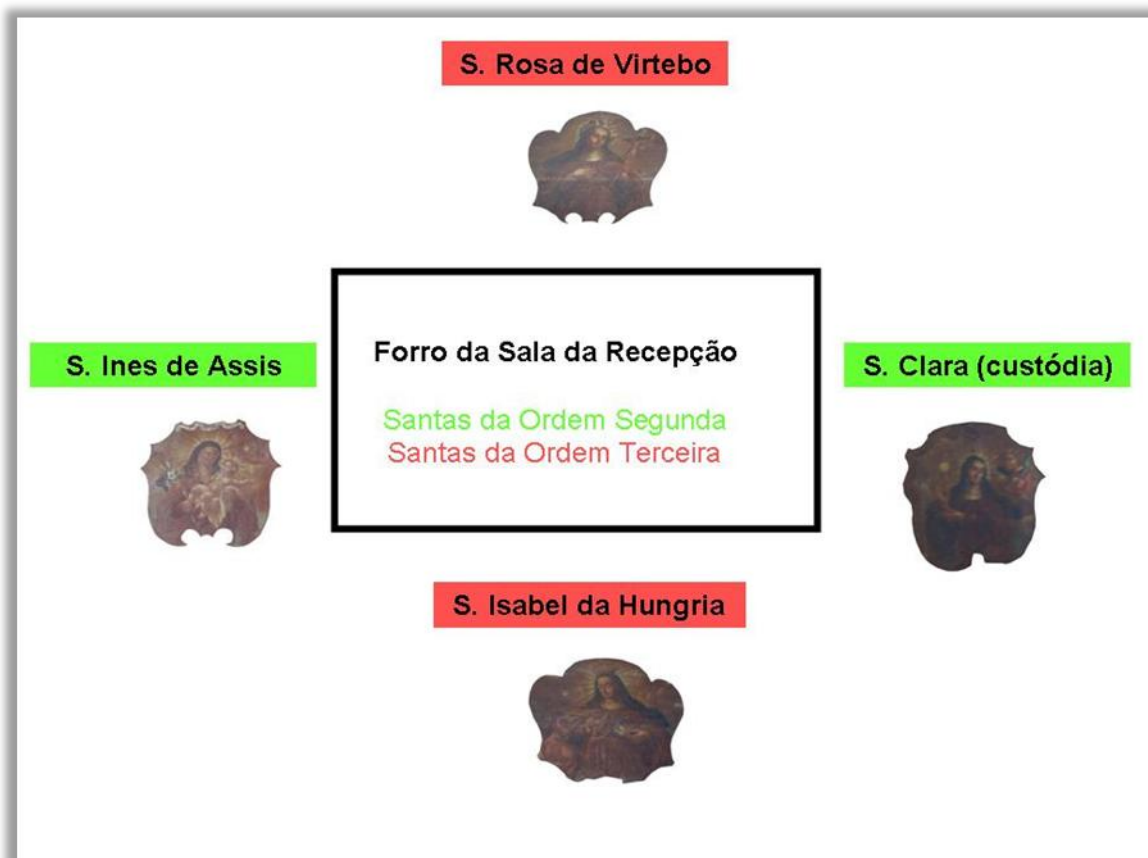 S. Rosa de Virtebo
S. Ines de Assis
Forro da Sala da Recepção
Santas da Ordem Segunda
Santas da Ordem Terceira
S. Clara (custódia)
S. Isabel da Hungria